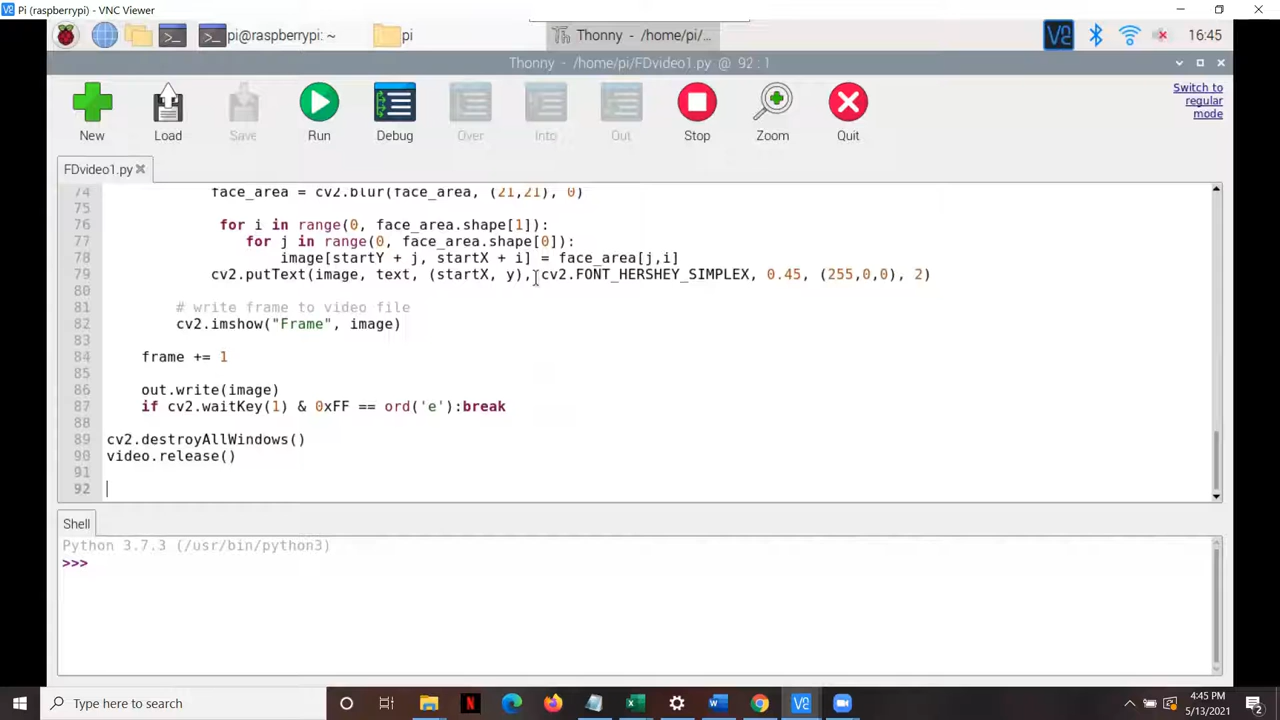 Pi (raspberrypi) - VNC Viewer
pi@raspberrypi: ~
pi
Thonny - /home/pi/...
16:45
Thonny - /home/pi/FDvideo1.py @ 92 : 1
New
Load
Save
Run
Debug
Over
Into
Out
Stop
Zoom
Quit
Switch to
regular
mode
FDvideo1.py
74 face_area = cv2.blur(face_area, (21,21), 0)
75
76 for i in range(0, face_area.shape[1]):
77 for j in range(0, face_area.shape[0]):
78 image[startY + j, startX + i] = face_area[j,i]
79 cv2.putText(image, text, (startX, y), cv2.FONT_HERSHEY_SIMPLEX, 0.45, (255,0,0), 2)
80
81 # write frame to video file
82 cv2.imshow("Frame", image)
83
84 frame += 1
85
86 out.write(image)
87 if cv2.waitKey(1) & 0xFF == ord('e'):break
88
89 cv2.destroyAllWindows()
90 video.release()
91
92
Shell
Python 3.7.3 (/usr/bin/python3)
>>>
Type here to search
4:45 PM
5/13/2021
2